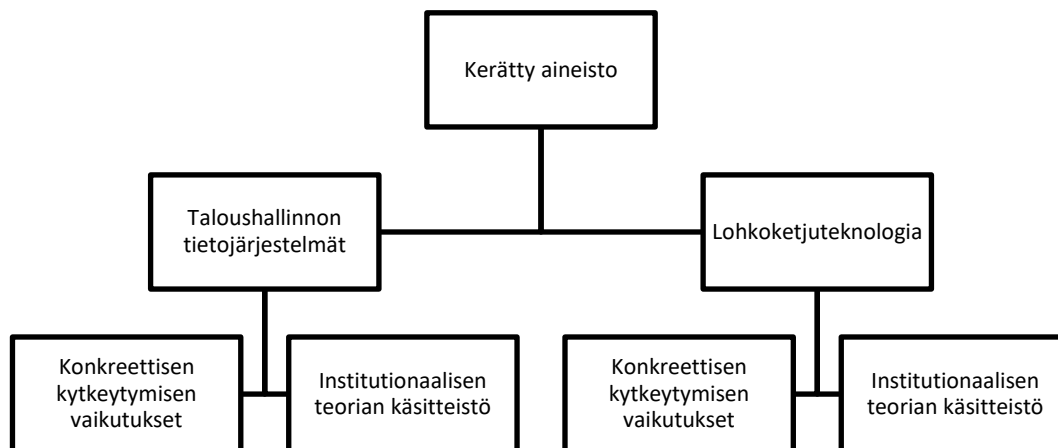 Kerätty aineisto
Taloushallinnon
tietojärjestelmät
Lohkoketjuteknologia
Konkreettisen
kytkeytymisen
vaikutukset
Institutionaalisen
teorian käsitteistö
Konkreettisen
kytkeytymisen
vaikutukset
Institutionaalisen
teorian käsitteistö